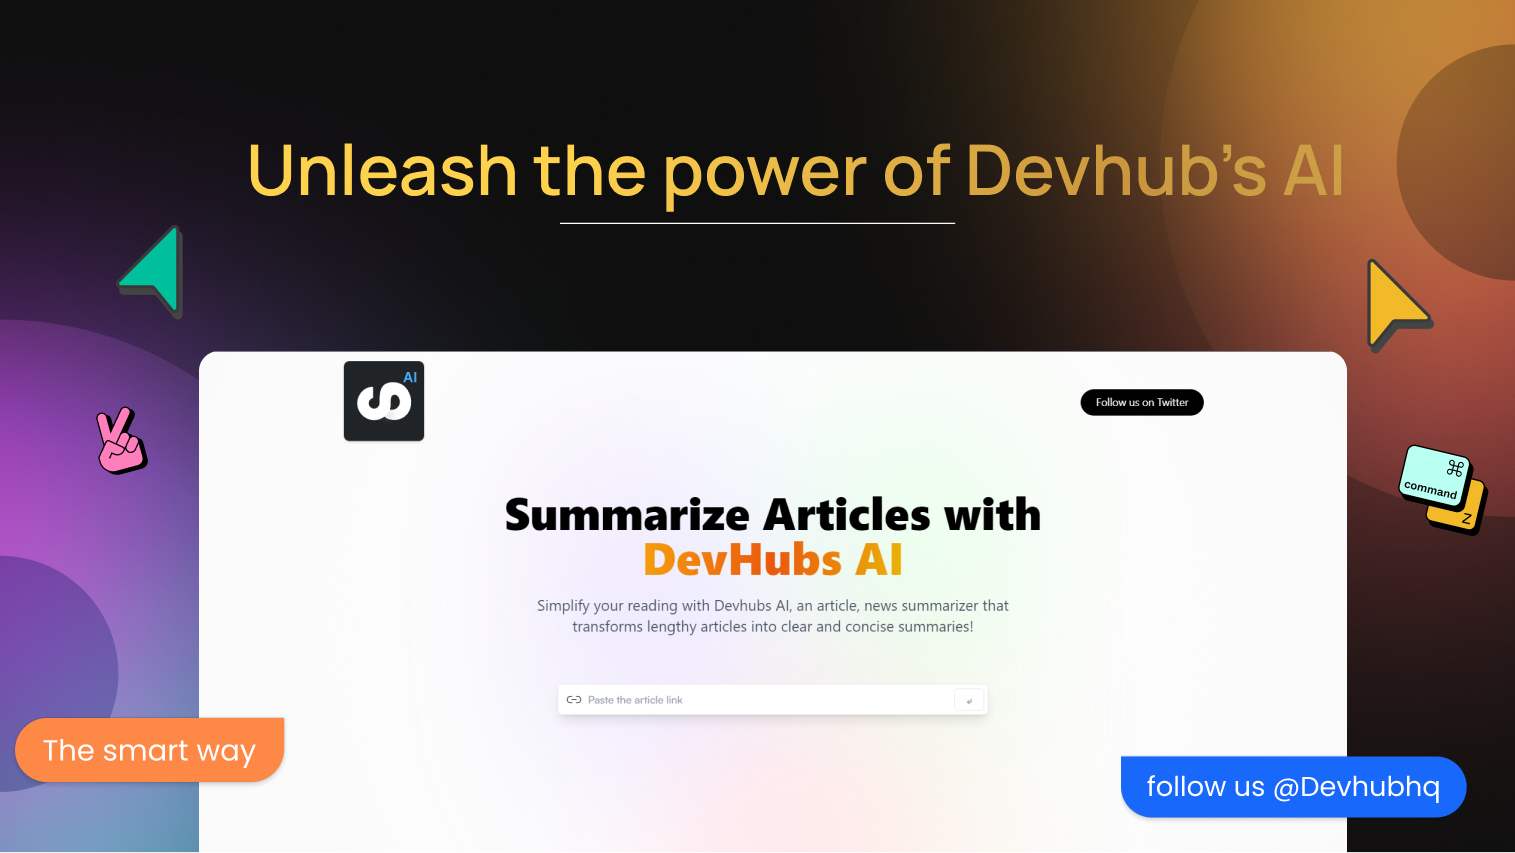 Unleash the power of Devhub’s AI
AI
Follow us on Twitter
Summarize Articles with
DevHubs AI
Simplify your reading with Devhubs AI, an article, news summarizer that
transforms lengthy articles into clear and concise summaries!
Paste the article link
⌘
command
Z
The smart way
follow us @Devhubhq